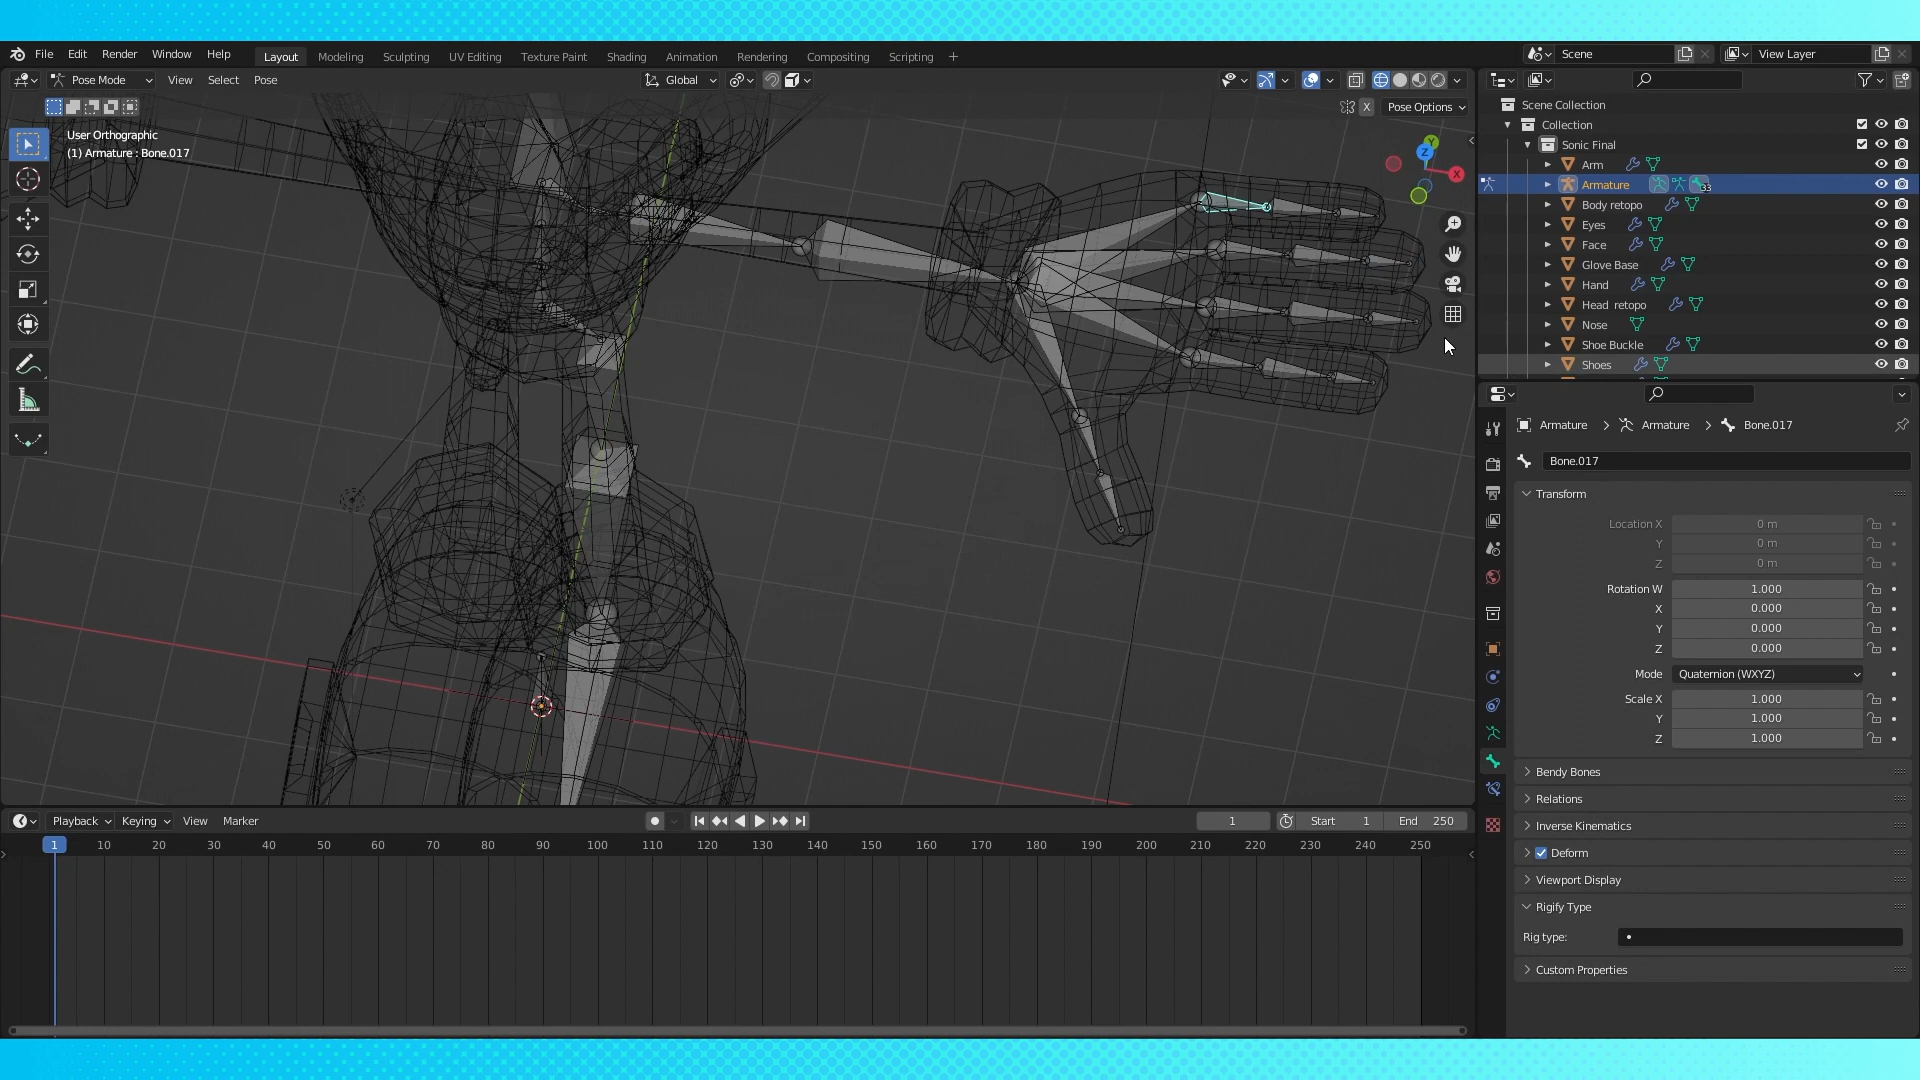 File Edit Render Window Help Layout Modeling Sculpting UV Editing Texture Paint Shading Animation Rendering Compositing Scripting + Scene View Layer
Pose Mode View Select Pose Global
X Pose Options
User Orthographic
(1) Armature : Bone.017
Y
Z
X
Scene Collection
Collection
Sonic Final
Arm
Armature 33
Body retopo
Eyes
Face
Glove Base
Hand
Head retopo
Nose
Shoe Buckle
Shoes
Armature > Armature > Bone.017
Bone.017
Transform
Location X 0 m
Y 0 m
Z 0 m
Rotation W 1.000
X 0.000
Y 0.000
Z 0.000
Mode Quaternion (WXYZ)
Scale X 1.000
Y 1.000
Z 1.000
Bendy Bones
Relations
Inverse Kinematics
Deform
Viewport Display
Rigify Type
Rig type:
Custom Properties
Playback Keying View Marker 1 Start 1 End 250
1 10 20 30 40 50 60 70 80 90 100 110 120 130 140 150 160 170 180 190 200 210 220 230 240 250